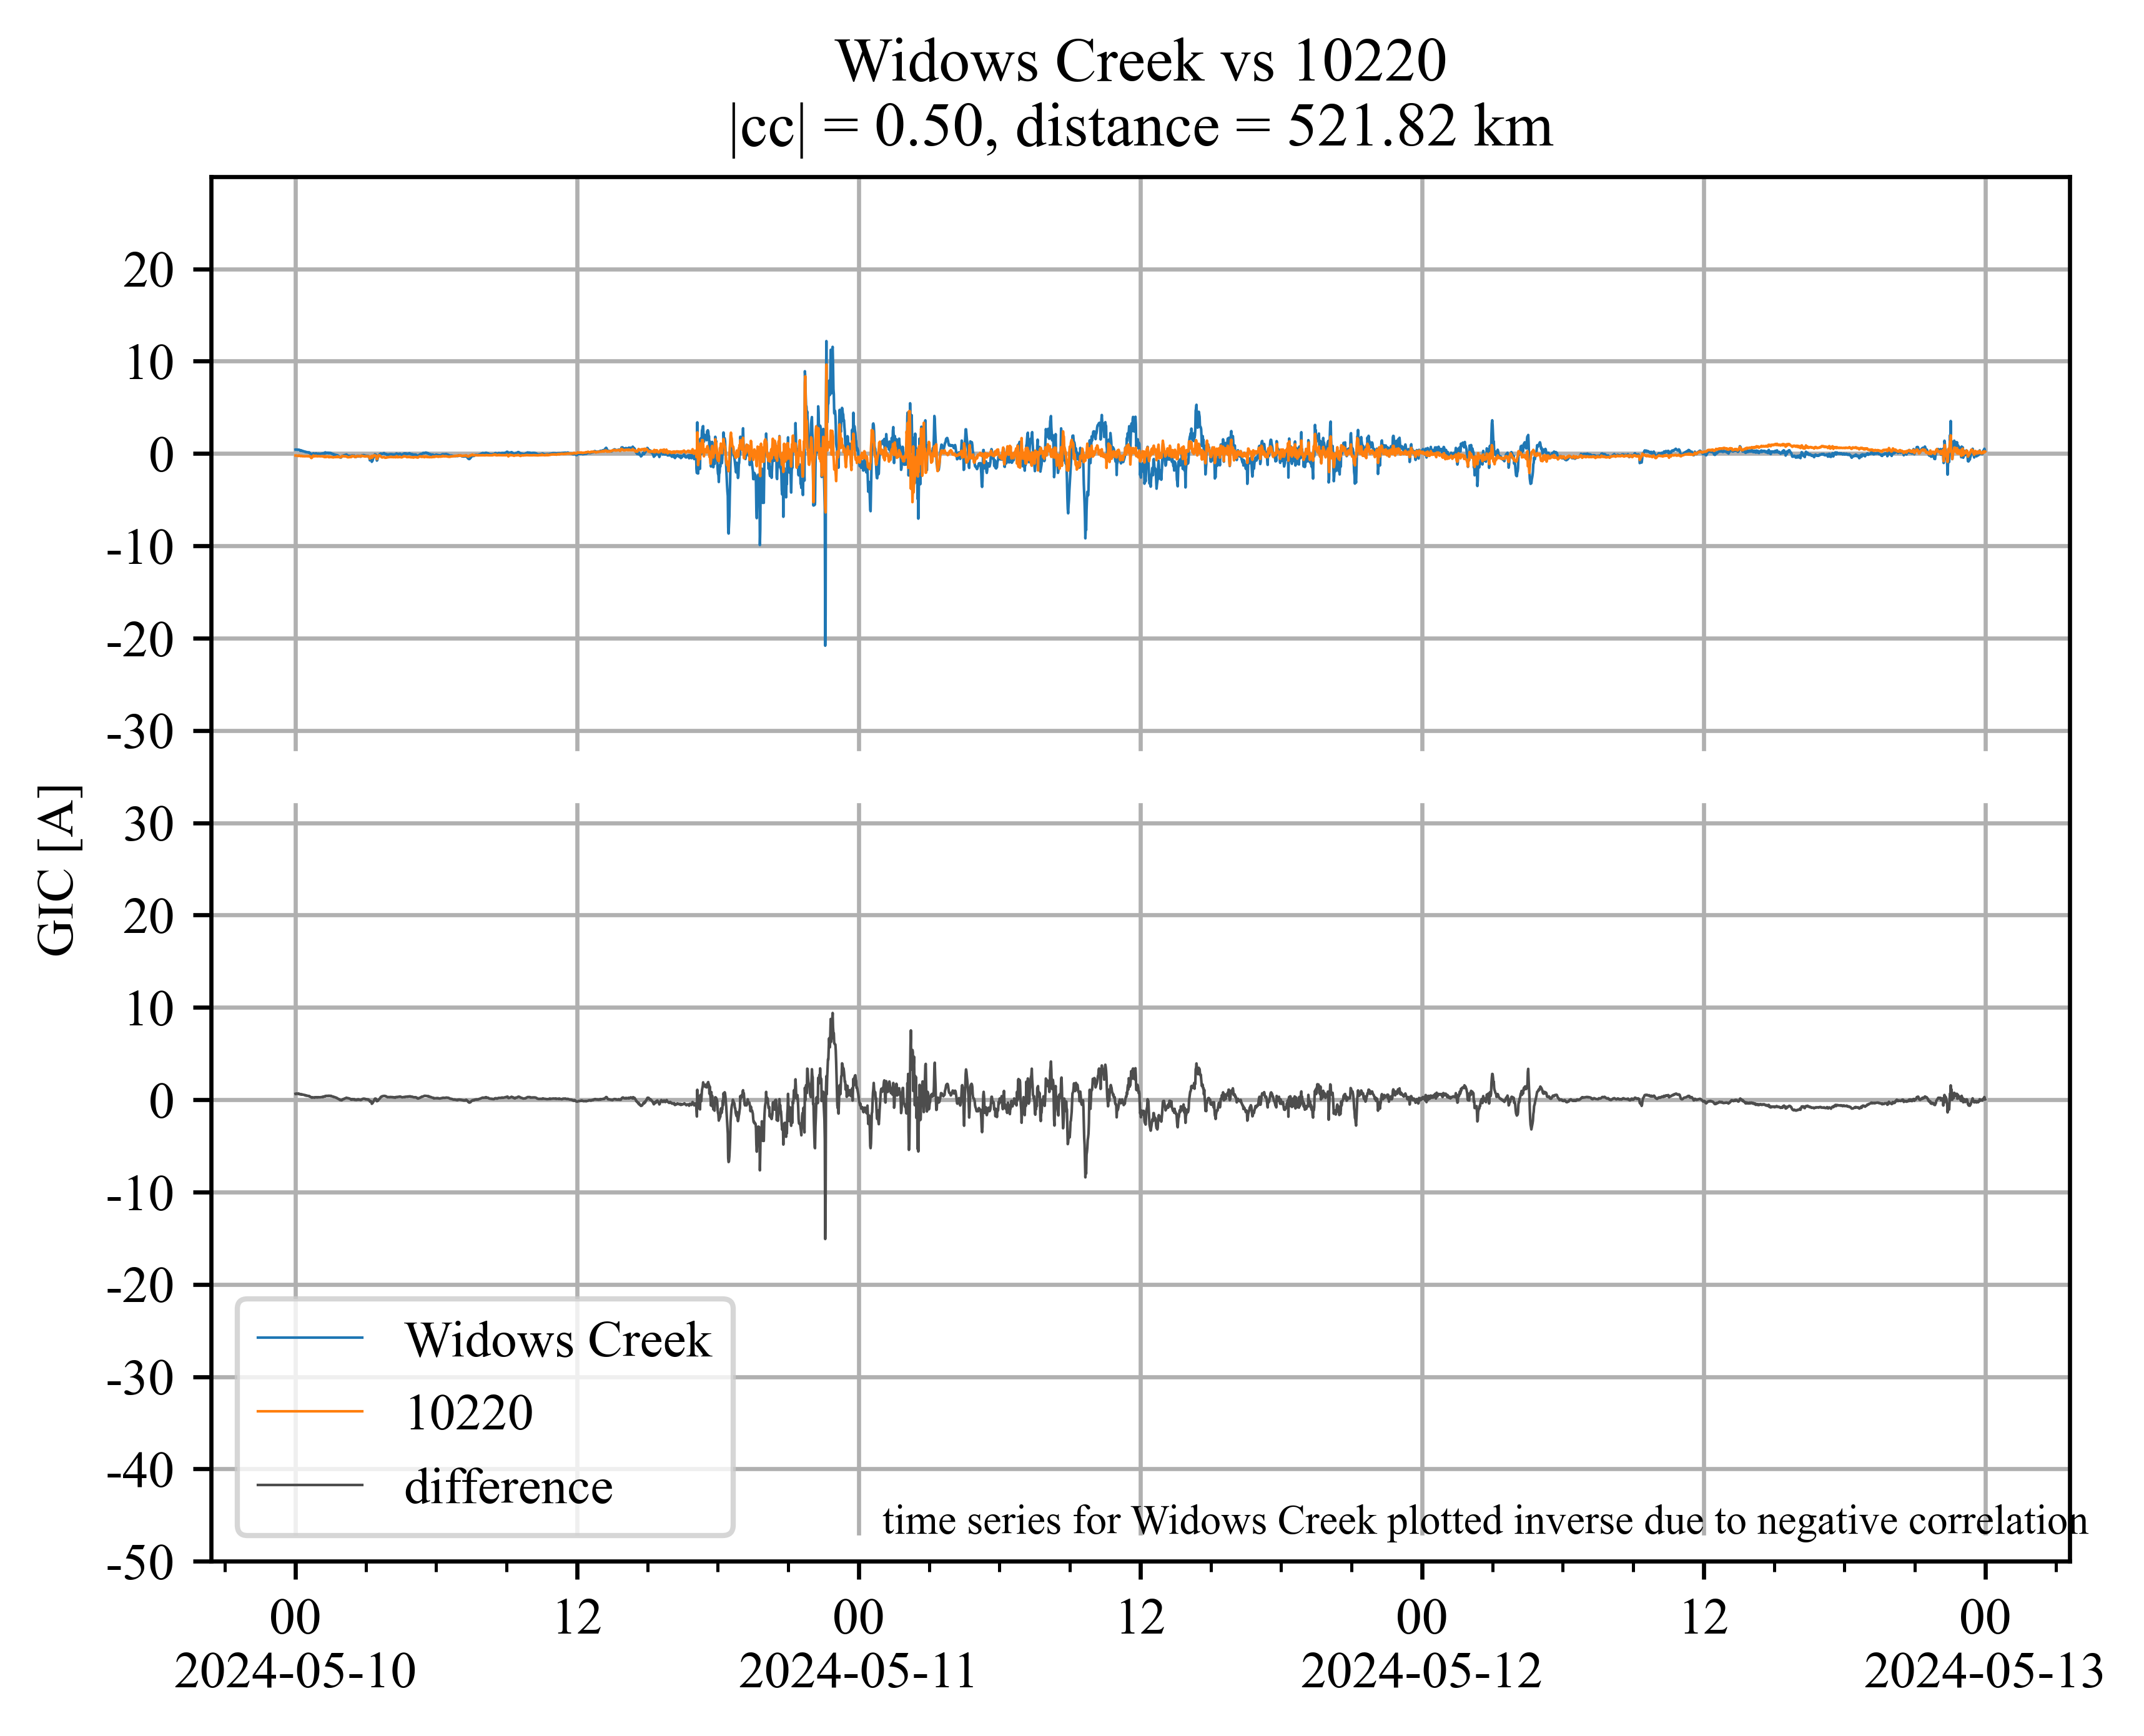 Widows Creek vs 10220
|cc| = 0.50, distance = 521.82 km
20
10
0
-10
-20
-30
30
20
10
0
-10
-20
-30
-40
-50
GIC [A]
Widows Creek
10220
difference
time series for Widows Creek plotted inverse due to negative correlation
00 12 00 12 00 12 00
2024-05-10 2024-05-11 2024-05-12 2024-05-13